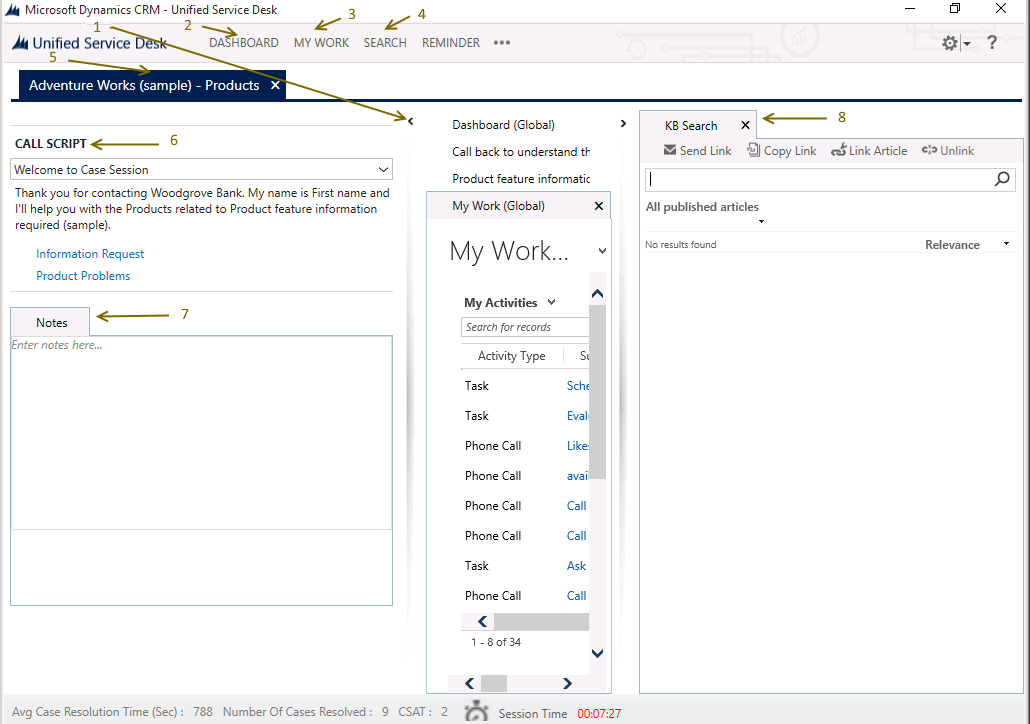 Microsoft Dynamics CRM - Unified Service Desk
1
2
3
4
Unified Service Desk
DASHBOARD
MY WORK
SEARCH
REMINDER
•••
?
5
Adventure Works (sample) - Products
6
CALL SCRIPT
Welcome to Case Session
Thank you for contacting Woodgrove Bank. My name is First name and
I'll help you with the Products related to Product feature information
required (sample).
Information Request
Product Problems
7
Notes
Enter notes here...
Dashboard (Global)
Call back to understand th
Product feature informatic
My Work (Global)
My Work...
My Activities
Search for records
Activity Type
Su
Task
Sche
Task
Eval
Phone Call
Likes
Phone Call
avai
Phone Call
Call
Phone Call
Call
Task
Ask
Phone Call
Call
1 - 8 of 34
8
KB Search
Send Link
Copy Link
Link Article
Unlink
All published articles
No results found
Relevance
Avg Case Resolution Time (Sec) : 788 Number Of Cases Resolved : 9 CSAT : 2 Session Time 00:07:27